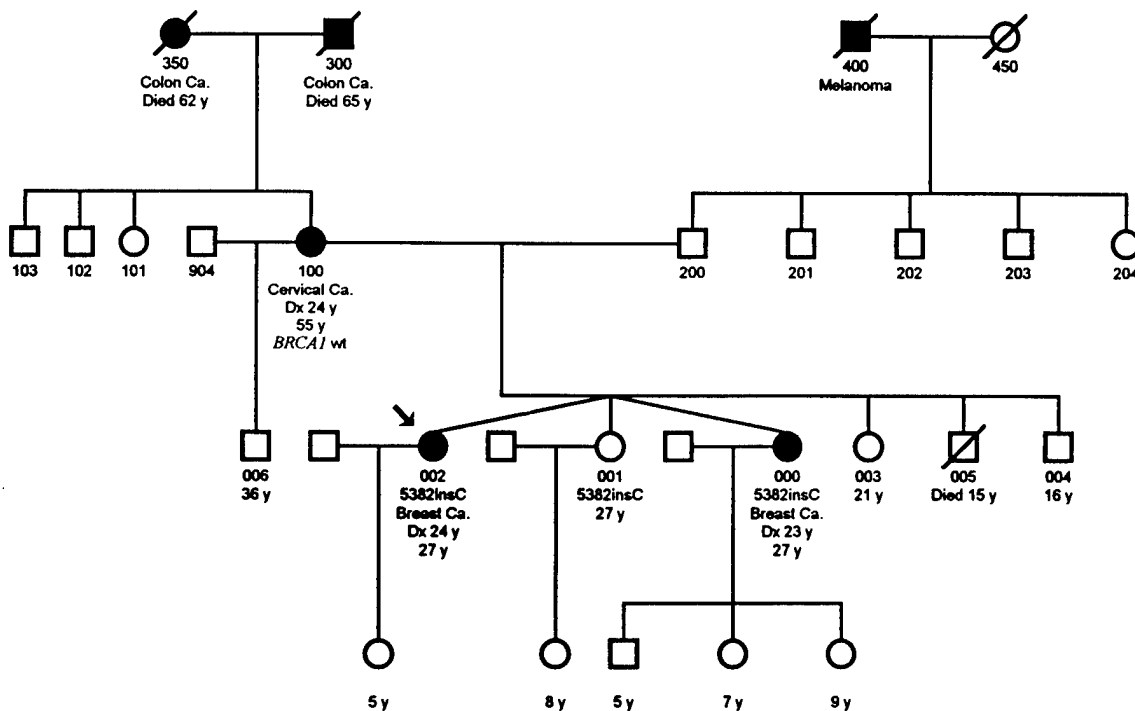 350
Colon Ca.
Died 62 y
300
Colon Ca.
Died 65 y
400
Melanoma
450
103
102
101
904
100
Cervical Ca.
Dx 24 y
55 y
BRCA1 wt
200
201
202
203
204
006
36 y
002
5382insC
Breast Ca.
Dx 24 y
27 y
001
5382insC
27 y
000
5382insC
Breast Ca.
Dx 23 y
27 y
003
21 y
005
Died 15 y
004
16 y
5 y
8 y
5 y
7 y
9 y